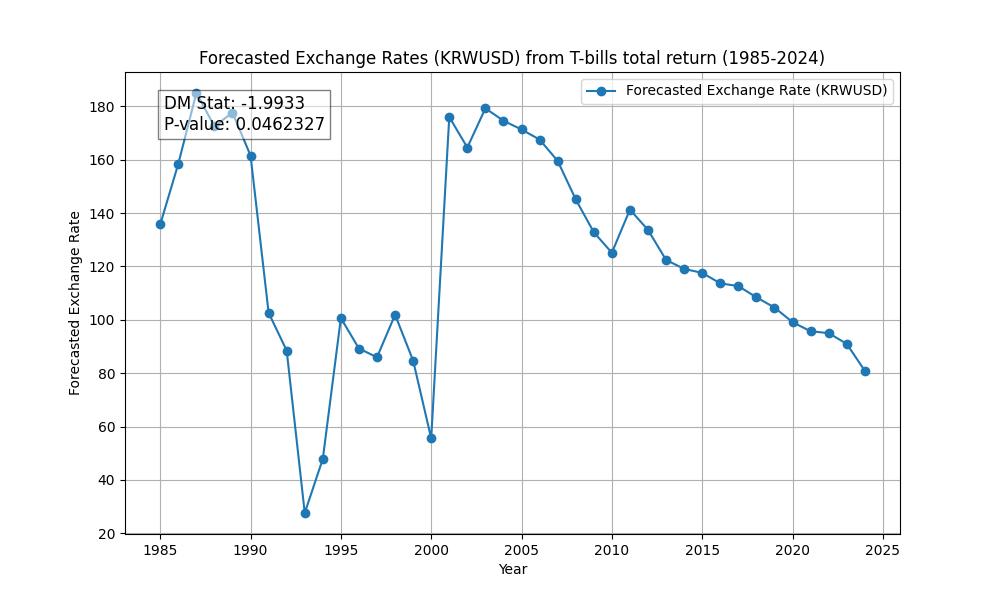 Forecasted Exchange Rates (KRWUSD) from T-bills total return (1985-2024)
DM Stat: -1.9933
P-value: 0.0462327
Forecasted Exchange Rate (KRWUSD)
Forecasted Exchange Rate
180
160
140
120
100
80
60
40
20
1985 1990 1995 2000 2005 2010 2015 2020 2025
Year